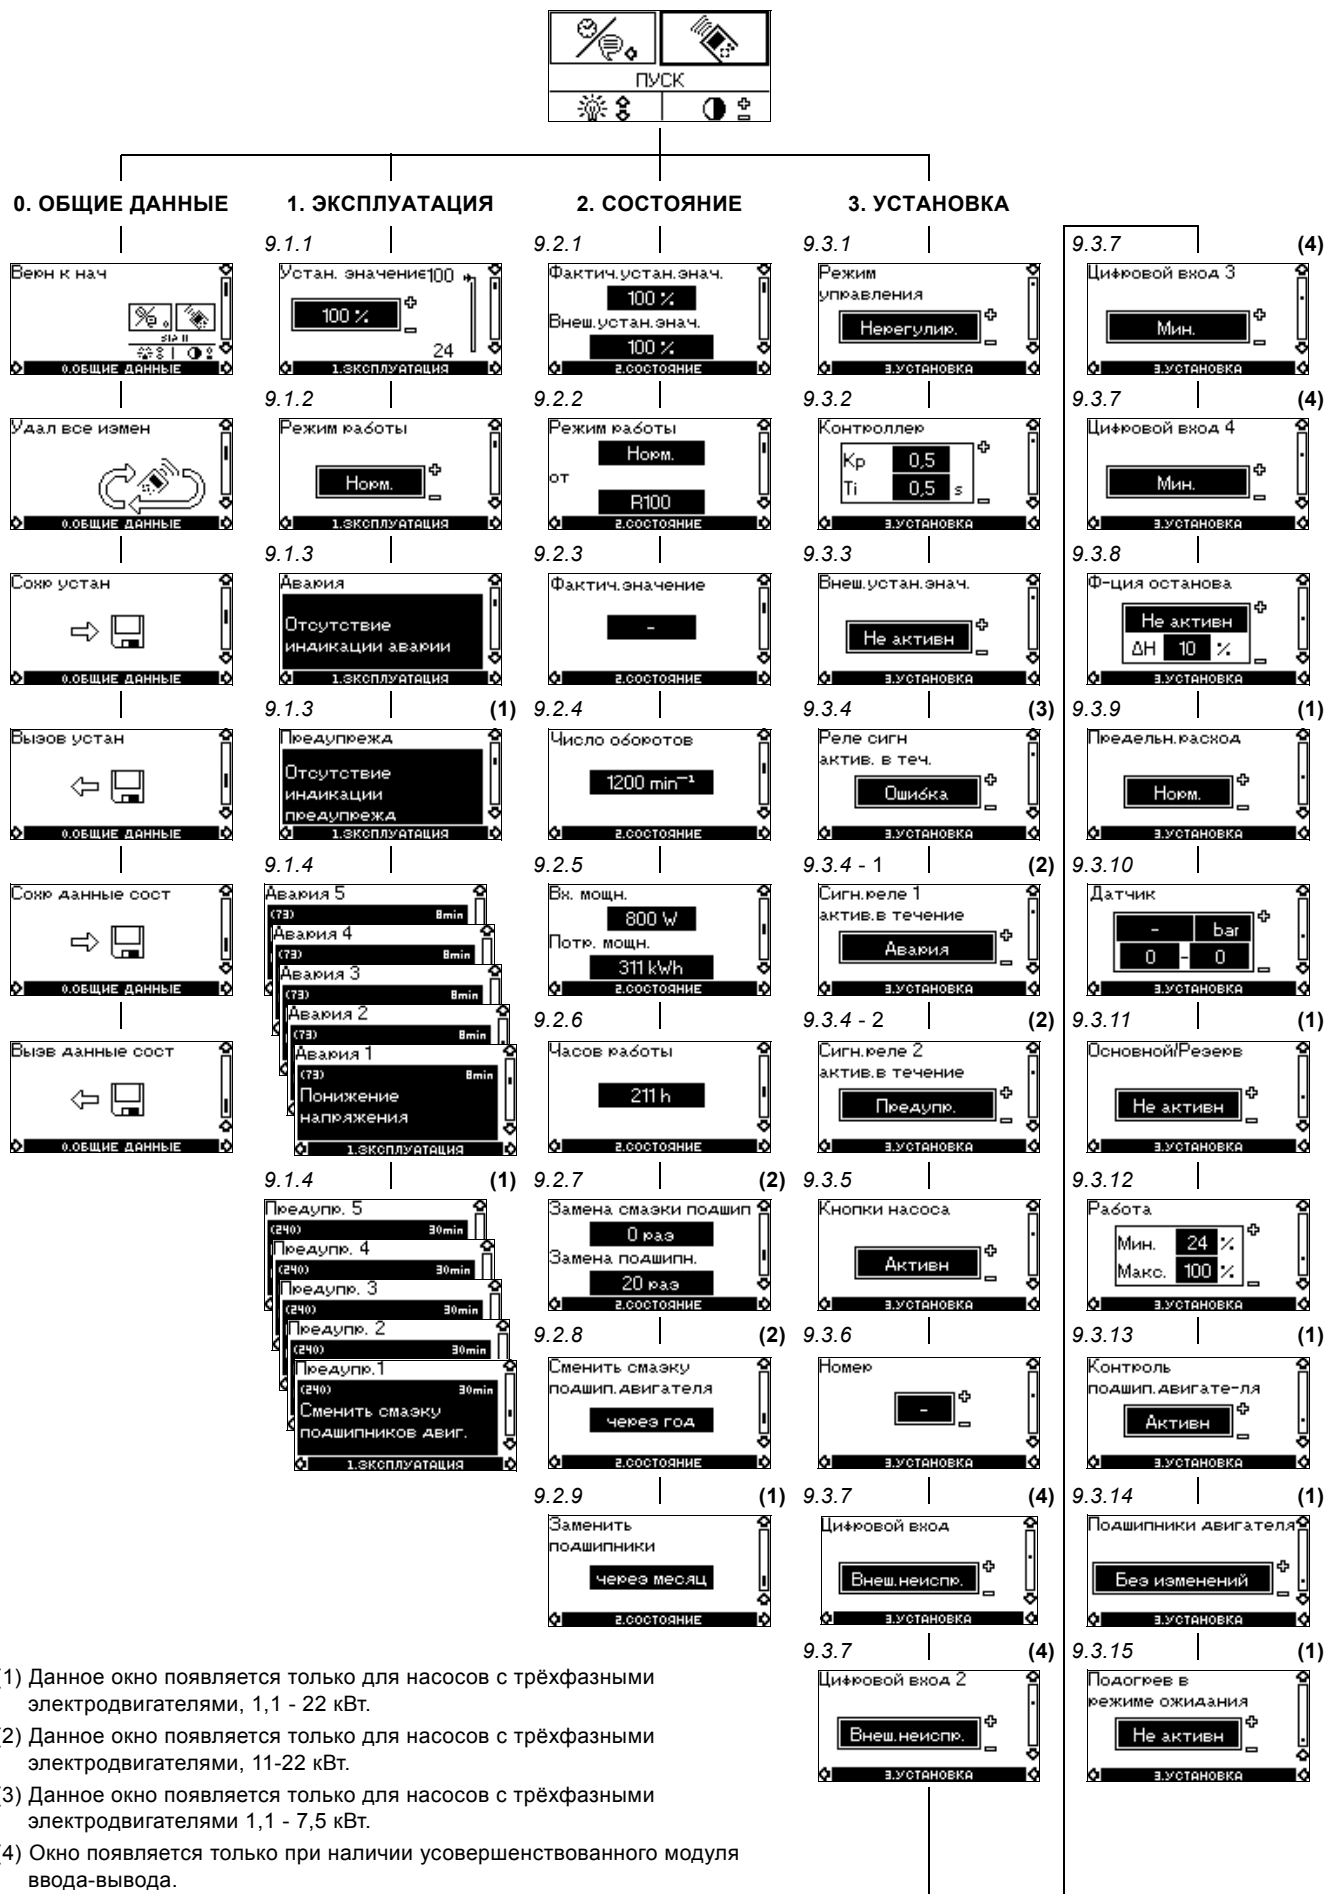 ПУСК
0. ОБЩИЕ ДАННЫЕ
Верн к нач
0.ОБЩИЕ ДАННЫЕ
Удал все измен
0.ОБЩИЕ ДАННЫЕ
Сохр устан
0.ОБЩИЕ ДАННЫЕ
Вызов устан
0.ОБЩИЕ ДАННЫЕ
Сохр данные сост
0.ОБЩИЕ ДАННЫЕ
Вызв данные сост
0.ОБЩИЕ ДАННЫЕ
1. ЭКСПЛУАТАЦИЯ
9.1.1
Устан. значение 100
100 %
24
1.ЭКСПЛУАТАЦИЯ
9.1.2
Режим работы
Норм.
1.ЭКСПЛУАТАЦИЯ
9.1.3
Авария
Отсутствие
индикации аварии
1.ЭКСПЛУАТАЦИЯ
9.1.3 (1)
Предупрежд
Отсутствие
индикации
предупрежд
1.ЭКСПЛУАТАЦИЯ
9.1.4
Авария 5
(73) 8min
Авария 4
(73) 8min
Авария 3
(73) 8min
Авария 2
(73) 8min
Авария 1
(73) 8min
Понижение
напряжения
1.ЭКСПЛУАТАЦИЯ
9.1.4 (1)
Предупр. 5
(240) 30min
Предупр. 4
(240) 30min
Предупр. 3
(240) 30min
Предупр. 2
(240) 30min
Предупр.1
(240) 30min
Сменить смазку
подшипников двиг.
1.ЭКСПЛУАТАЦИЯ
2. СОСТОЯНИЕ
9.2.1
Фактич.устан.знач.
100 %
Внеш.устан.знач.
100 %
2.СОСТОЯНИЕ
9.2.2
Режим работы
Норм.
от
R100
2.СОСТОЯНИЕ
9.2.3
Фактич.значение
-
2.СОСТОЯНИЕ
9.2.4
Число оборотов
1200 min⁻¹
2.СОСТОЯНИЕ
9.2.5
Вх. мощн.
800 W
Потр. мощн.
311 kWh
2.СОСТОЯНИЕ
9.2.6
Часов работы
211 h
2.СОСТОЯНИЕ
9.2.7 (2)
Замена смазки подшип
0 раз
Замена подшипн.
20 раз
2.СОСТОЯНИЕ
9.2.8 (2)
Сменить смазку
подшип.двигателя
через год
2.СОСТОЯНИЕ
9.2.9 (1)
Заменить
подшипники
через месяц
2.СОСТОЯНИЕ
3. УСТАНОВКА
9.3.1
Режим
управления
Нерегулир.
3.УСТАНОВКА
9.3.2
Контроллер
Kp 0,5
Ti 0,5 s
3.УСТАНОВКА
9.3.3
Внеш.устан.знач.
Не активн
3.УСТАНОВКА
9.3.4 (3)
Реле сигн
актив. в теч.
Ошибка
3.УСТАНОВКА
9.3.4 - 1 (2)
Сигн.реле 1
актив.в течение
Авария
3.УСТАНОВКА
9.3.4 - 2 (2)
Сигн.реле 2
актив.в течение
Предупр.
3.УСТАНОВКА
9.3.5
Кнопки насоса
Активн
3.УСТАНОВКА
9.3.6
Номер
-
3.УСТАНОВКА
9.3.7 (4)
Цифровой вход
Внеш.неиспр.
3.УСТАНОВКА
9.3.7 (4)
Цифровой вход 2
Внеш.неиспр.
3.УСТАНОВКА
9.3.7 (4)
Цифровой вход 3
Мин.
3.УСТАНОВКА
9.3.7 (4)
Цифровой вход 4
Мин.
3.УСТАНОВКА
9.3.8
Ф-ция останова
Не активн
ΔH 10 %
3.УСТАНОВКА
9.3.9 (1)
Предельн.расход
Норм.
3.УСТАНОВКА
9.3.10
Датчик
- bar
0 - 0
3.УСТАНОВКА
9.3.11 (1)
Основной/Резерв
Не активн
3.УСТАНОВКА
9.3.12
Работа
Мин. 24 %
Макс. 100 %
3.УСТАНОВКА
9.3.13 (1)
Контроль
подшип.двигате-ля
Активн
3.УСТАНОВКА
9.3.14 (1)
Подшипники двигателя
Без изменений
3.УСТАНОВКА
9.3.15 (1)
Подогрев в
режиме ожидания
Не активн
3.УСТАНОВКА
(1) Данное окно появляется только для насосов с трёхфазными
электродвигателями, 1,1 - 22 кВт.
(2) Данное окно появляется только для насосов с трёхфазными
электродвигателями, 11-22 кВт.
(3) Данное окно появляется только для насосов с трёхфазными
электродвигателями 1,1 - 7,5 кВт.
(4) Окно появляется только при наличии усовершенствованного модуля
ввода-вывода.